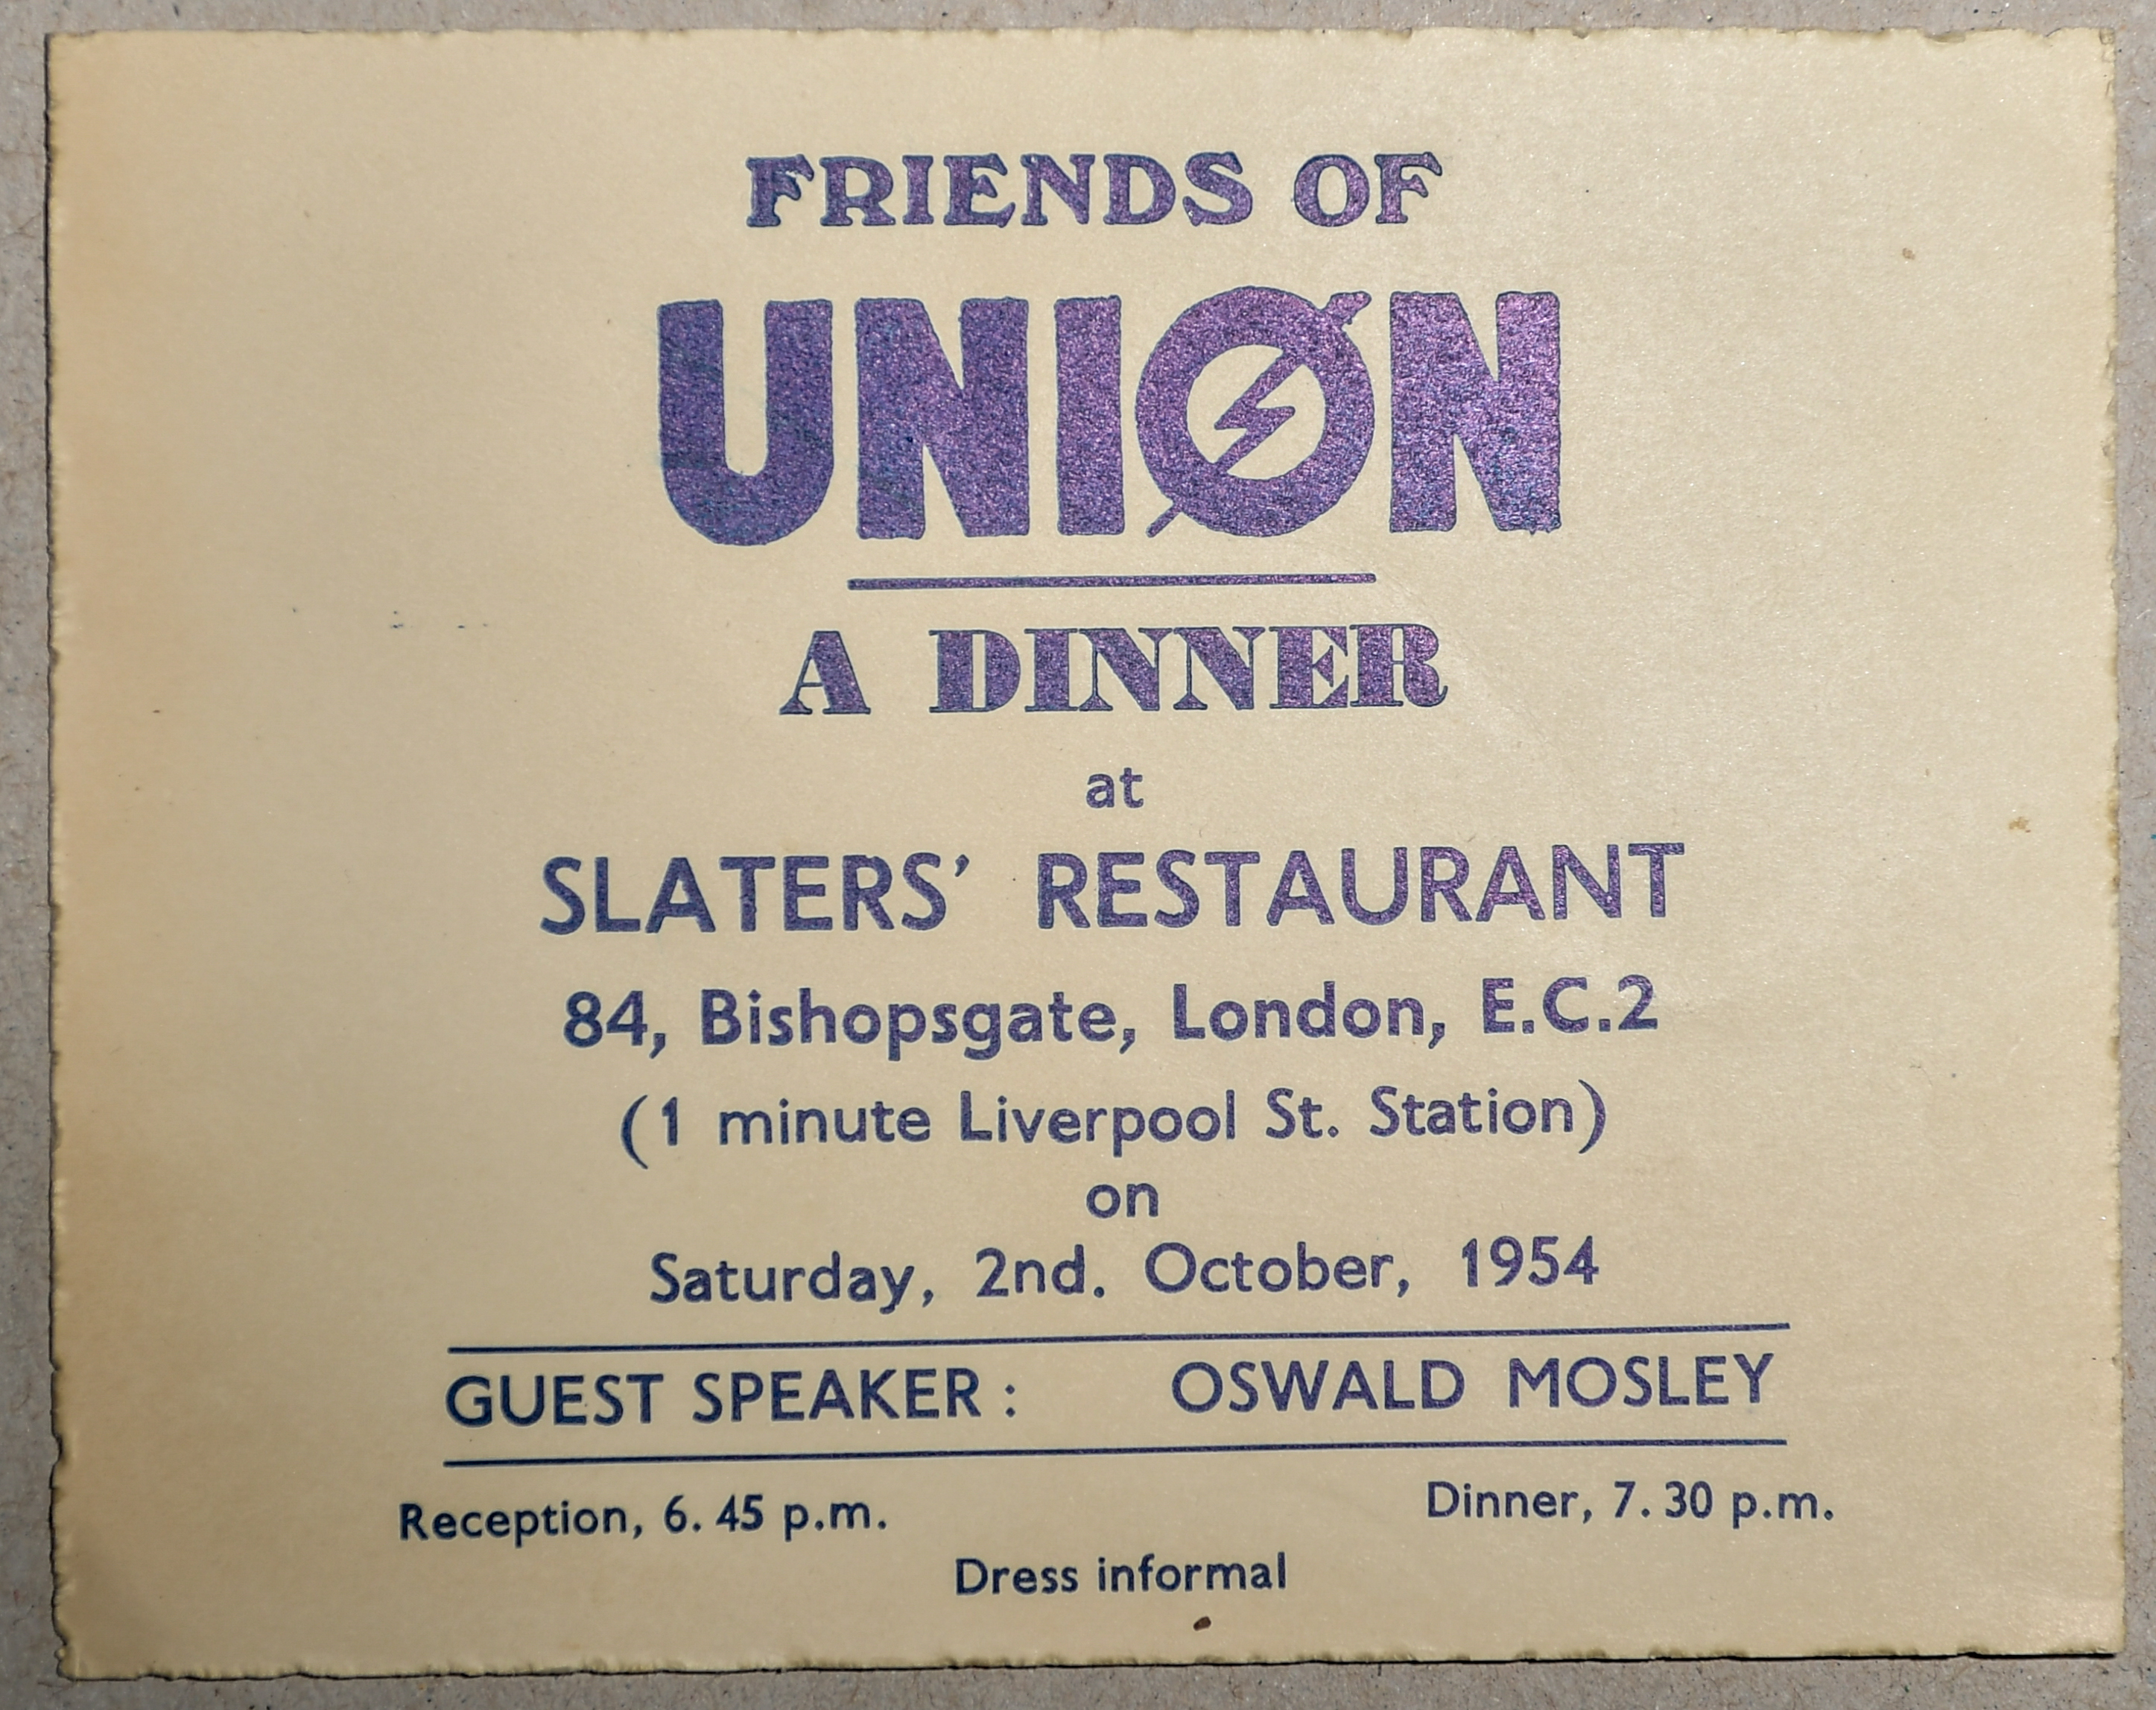 FRIENDS OF
UNION
A DINNER
at
SLATERS' RESTAURANT
84, Bishopsgate, London, E.C.2
(1 minute Liverpool St. Station)
on
Saturday, 2nd. October, 1954
GUEST SPEAKER : OSWALD MOSLEY
Reception, 6. 45 p.m. Dinner, 7. 30 p.m.
Dress informal